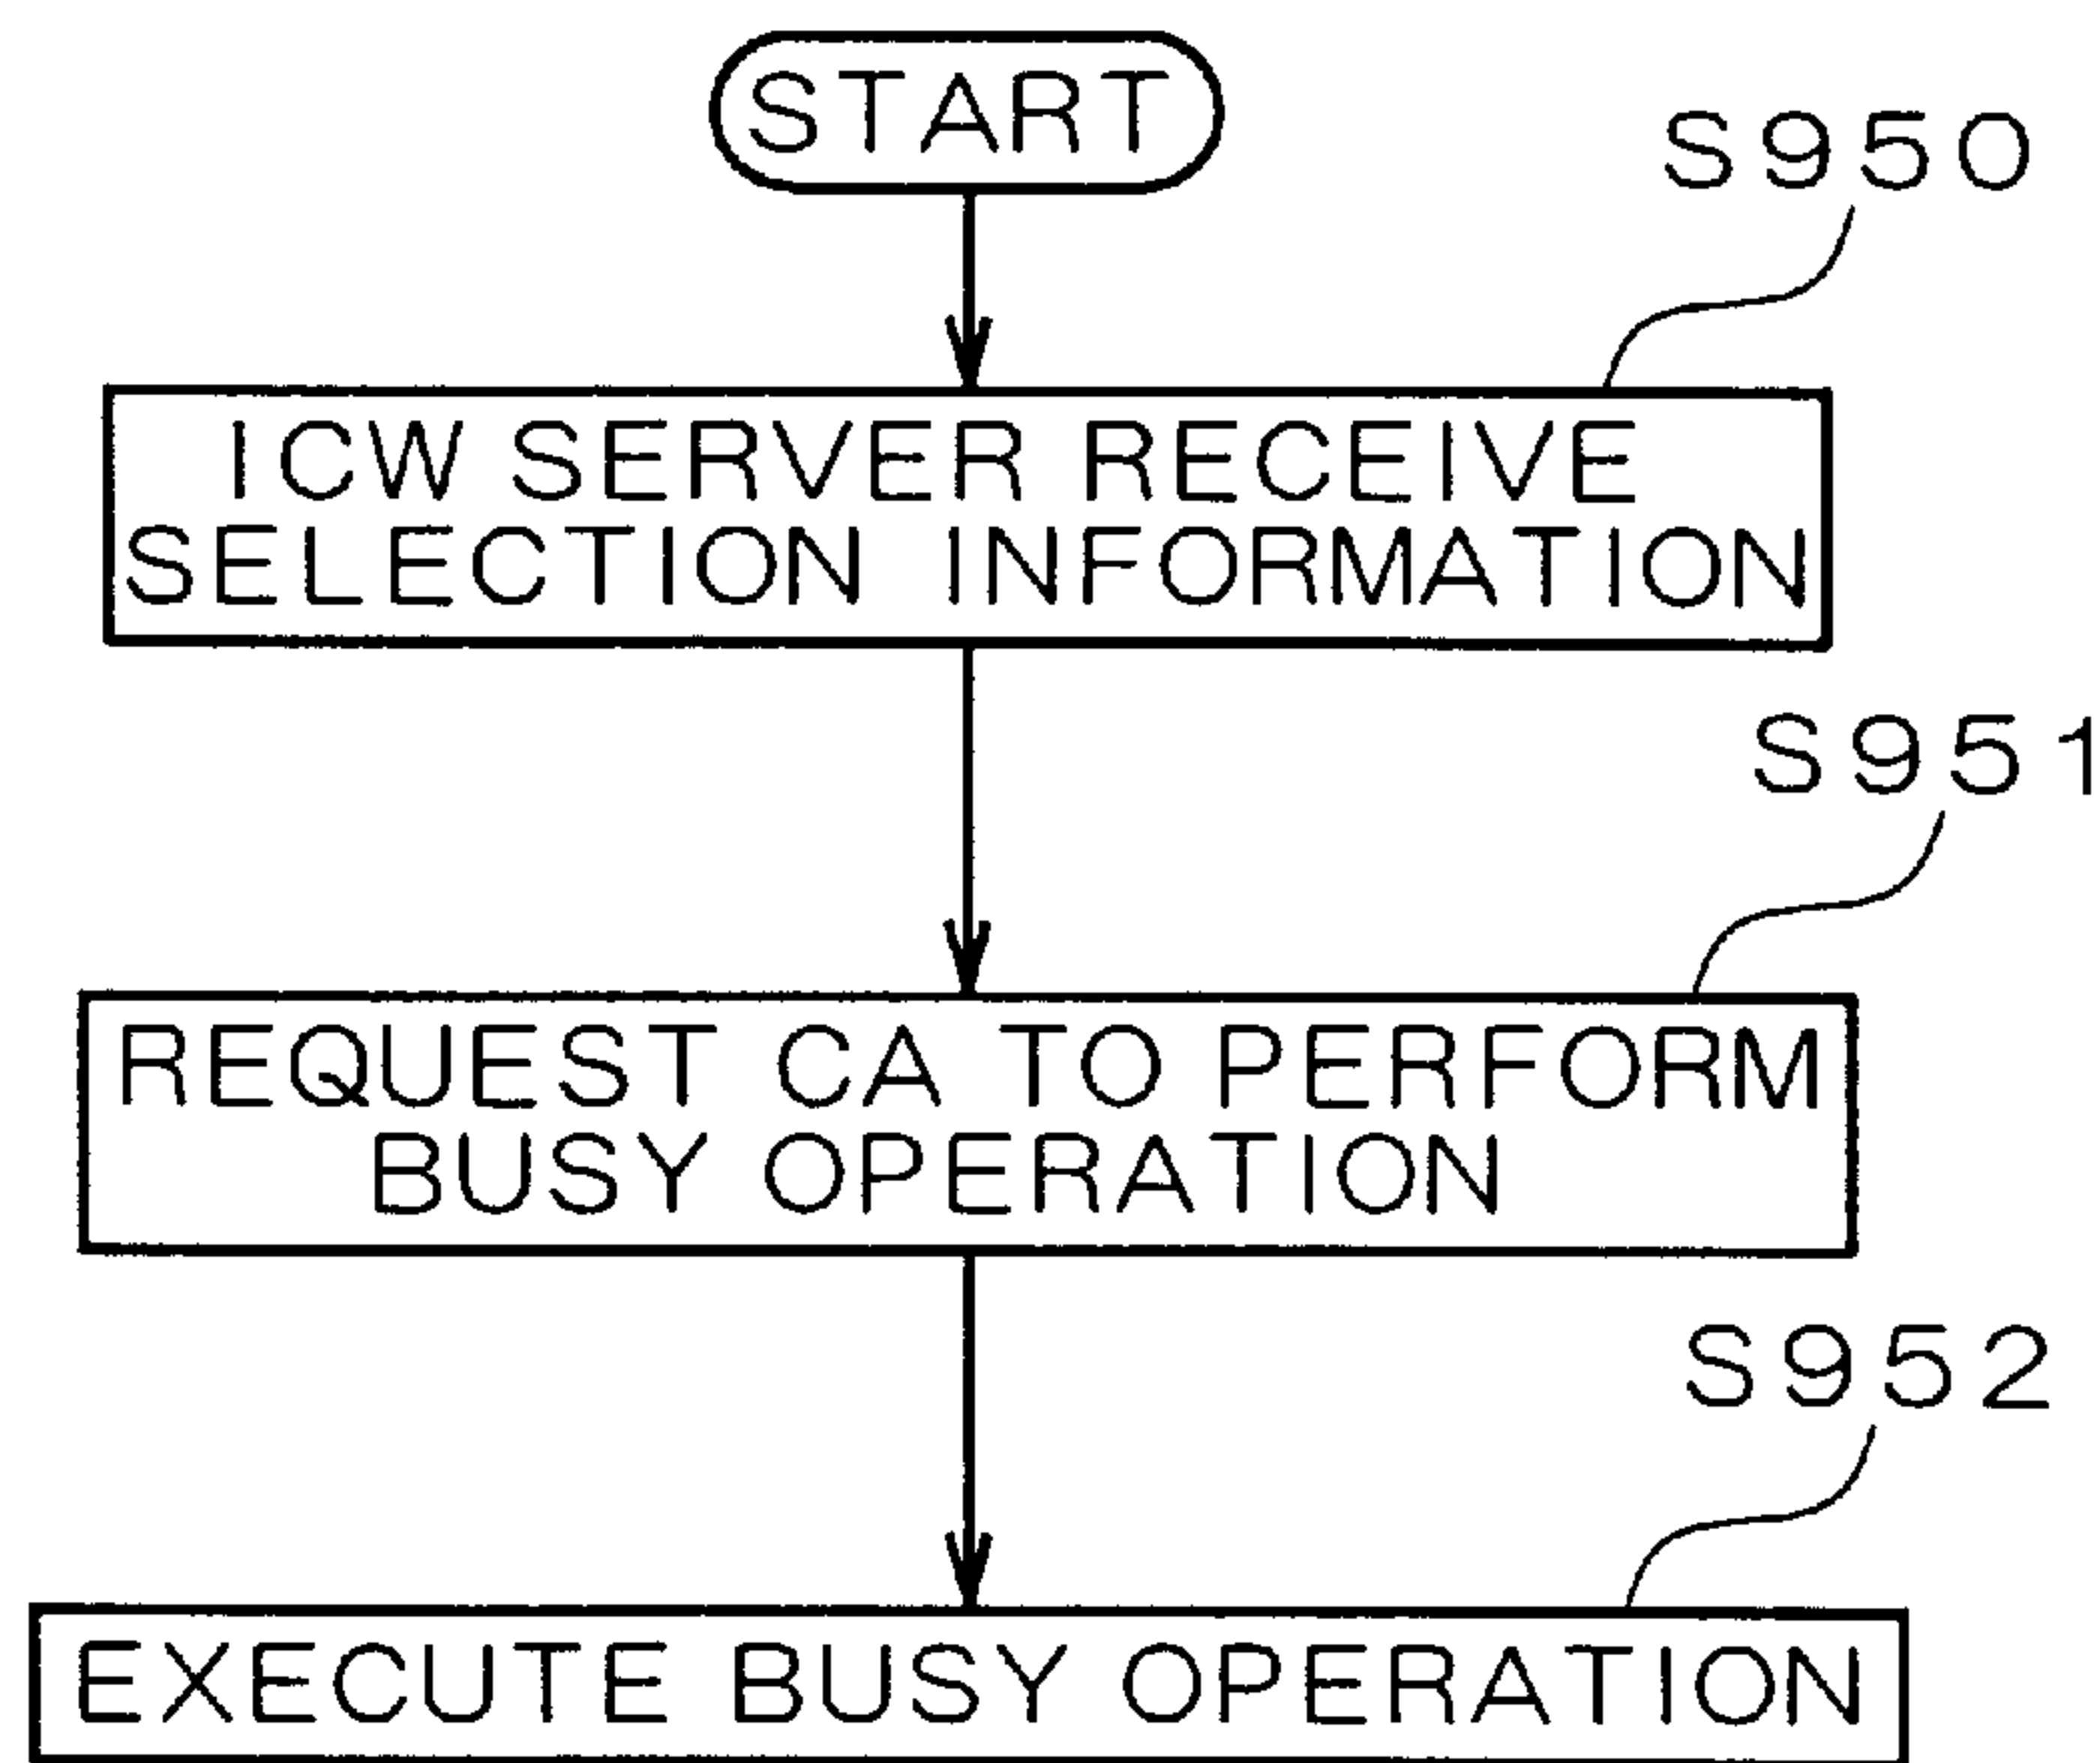 START
S950
ICW SERVER RECEIVE
SELECTION INFORMATION
S951
REQUEST CA TO PERFORM
BUSY OPERATION
S952
EXECUTE BUSY OPERATION